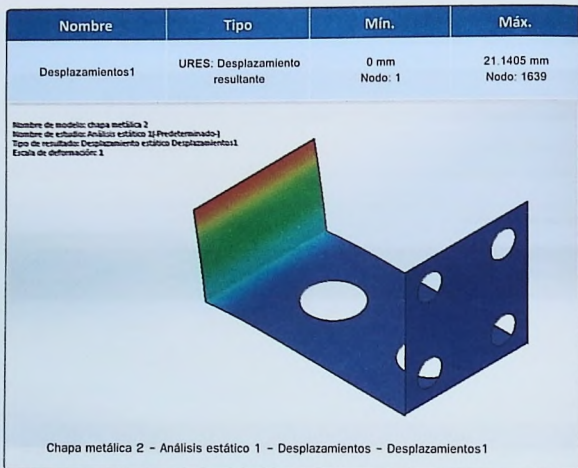 Nombre Tipo Mín. Máx.
Desplazamientos1 URES: Desplazamiento resultante 0 mm Nodo: 1 21.1405 mm Nodo: 1639
Nombre de modelo: chapa metálica 2
Nombre de estudio: Análisis estático 1(-Predeterminado-)
Tipo de resultado: Desplazamiento estático Desplazamientos1
Escala de deformación: 1
Chapa metálica 2 – Análisis estático 1 – Desplazamientos – Desplazamientos1